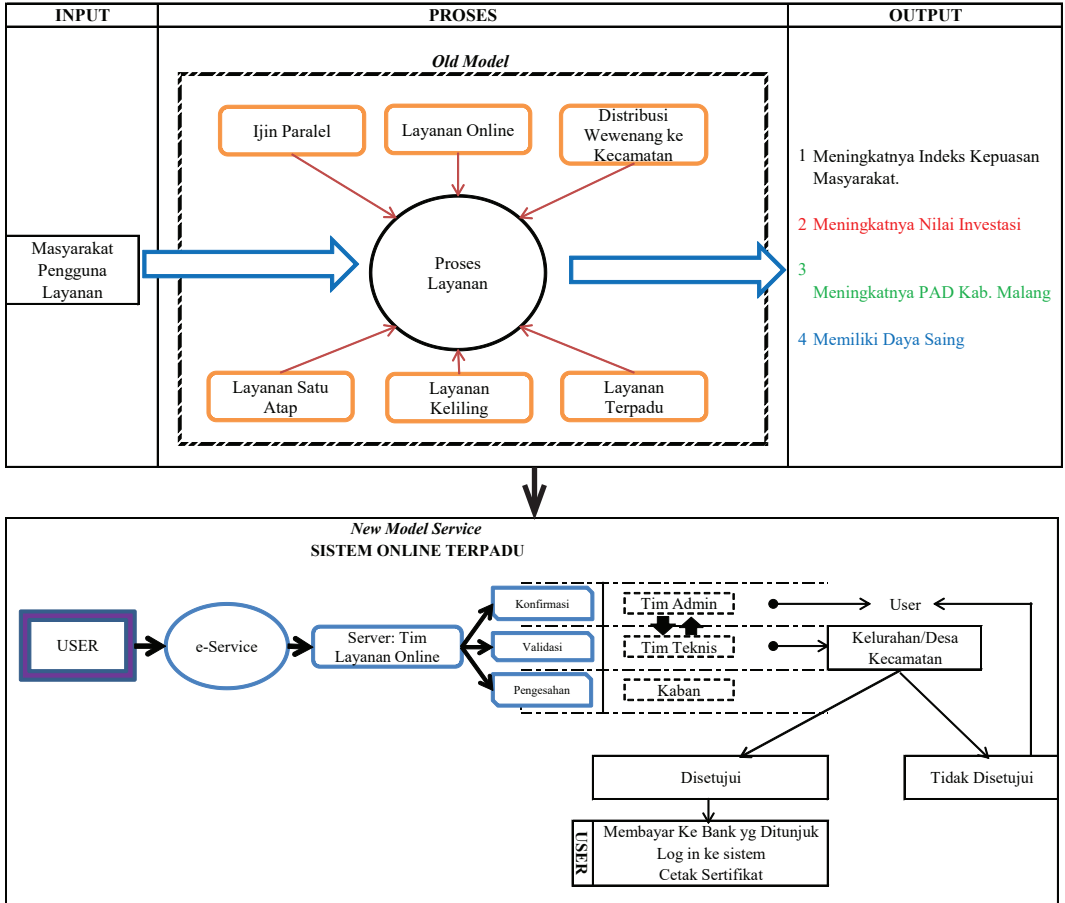 INPUT
PROSES
OUTPUT
Old Model
Ijin Paralel
Layanan Online
Distribusi
Wewenang ke
Kecamatan
Masyarakat
Pengguna
Layanan
Proses
Layanan
Layanan Satu
Atap
Layanan
Keliling
Layanan
Terpadu
1 Meningkatnya Indeks Kepuasan
Masyarakat.
2 Meningkatnya Nilai Investasi
3
Meningkatnya PAD Kab. Malang
4 Memiliki Daya Saing
New Model Service
SISTEM ONLINE TERPADU
USER
e-Service
Server: Tim
Layanan Online
Konfirmasi
Validasi
Pengesahan
Tim Admin
Tim Teknis
Kaban
User
Kelurahan/Desa
Kecamatan
Disetujui
Tidak Disetujui
USER
Membayar Ke Bank yg Ditunjuk
Log in ke sistem
Cetak Sertifikat